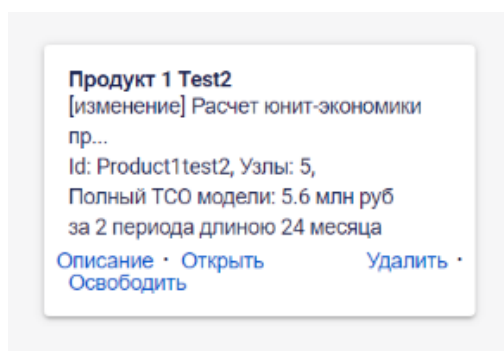 Продукт 1 Test2
[изменение] Расчет юнит-экономики
пр...
Id: Product1test2, Узлы: 5,
Полный ТСО модели: 5.6 млн руб
за 2 периода длиною 24 месяца
Описание · Открыть Удалить ·
Освободить